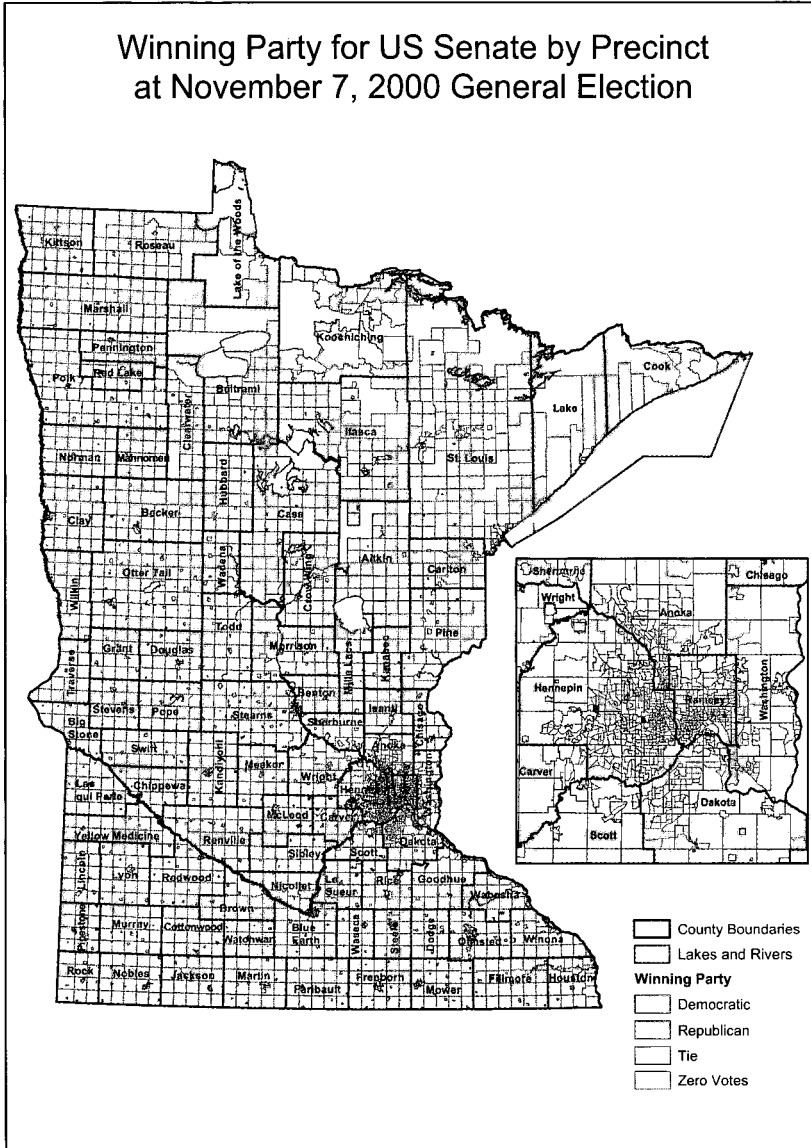 Winning Party for US Senate by Precinct
at November 7, 2000 General Election
Kittson
Roseau
Lake of the Woods
Marshall
Koochiching
Pennington
Red Lake
Polk
Beltrami
Clearwater
Cook
Lake
Itasca
St. Louis
Norman
Mahnomen
Hubbard
Cass
Clay
Becker
Aitkin
Carlton
Wilkin
Otter Tail
Wadena
Crow Wing
Pine
Todd
Morrison
Mille Lacs
Kanabec
Grant
Douglas
Traverse
Benton
Isanti
Stevens
Pope
Stearns
Sherburne
Chisago
Big
Stone
Swift
Kandiyohi
Meeker
Wright
Anoka
Washington
Lac
qui Parle
Chippewa
McLeod
Carver
Yellow Medicine
Renville
Dakota
Sibley
Scott
Lincoln
Lyon
Redwood
Nicollet
Le
Sueur
Rice
Goodhue
Wabasha
Brown
Pipestone
Murray
Cottonwood
Watonwan
Blue
Earth
Waseca
Steele
Dodge
Olmsted
Winona
Rock
Nobles
Jackson
Martin
Faribault
Freeborn
Mower
Fillmore
Houston
Sherburne
Chisago
Wright
Anoka
Hennepin
Ramsey
Washington
Carver
Dakota
Scott
County Boundaries
Lakes and Rivers
Winning Party
Democratic
Republican
Tie
Zero Votes